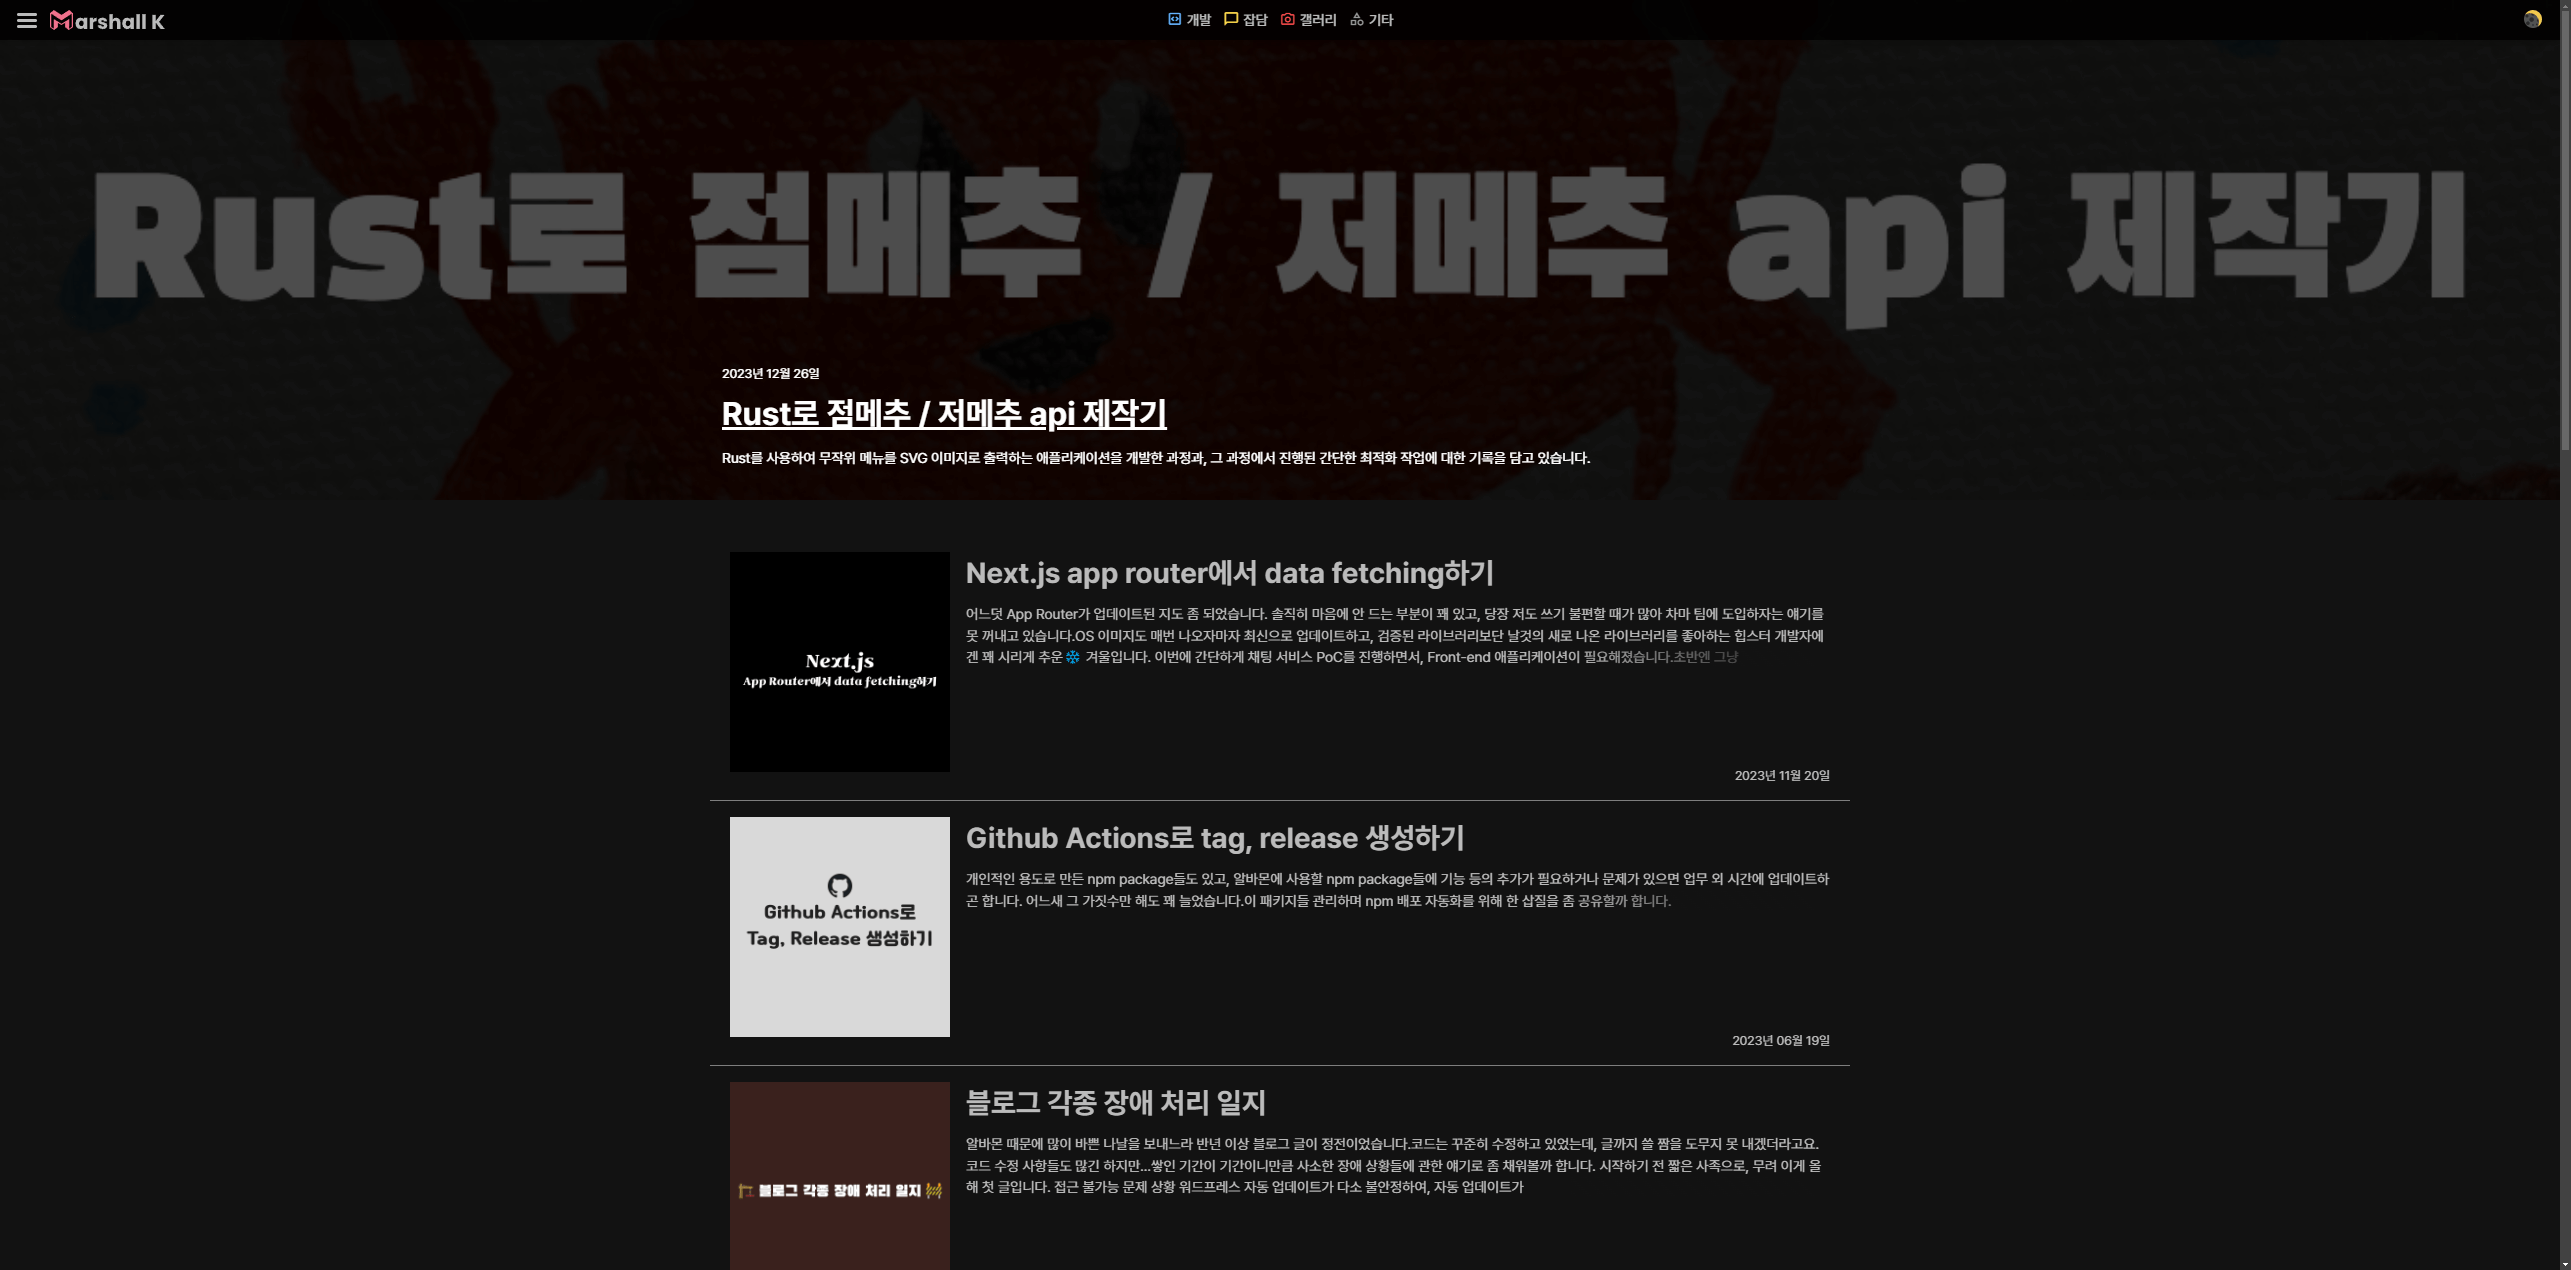 Marshall K
개발 잡담 갤러리 기타
Rust로 점메추 / 저메추 api 제작기
2023년 12월 26일
Rust로 점메추 / 저메추 api 제작기
Rust를 사용하여 무작위 메뉴를 SVG 이미지로 출력하는 애플리케이션을 개발한 과정과, 그 과정에서 진행된 간단한 최적화 작업에 대한 기록을 담고 있습니다.
Next.js
App Router에서 data fetching하기
Next.js app router에서 data fetching하기
어느덧 App Router가 업데이트된 지도 좀 되었습니다. 솔직히 마음에 안 드는 부분이 꽤 있고, 당장 저도 쓰기 불편할 때가 많아 차마 팀에 도입하자는 얘기를
못 꺼내고 있습니다.OS 이미지도 매번 나오자마자 최신으로 업데이트하고, 검증된 라이브러리보단 날것의 새로 나온 라이브러리를 좋아하는 힙스터 개발자에
겐 꽤 시리게 추운❄️ 겨울입니다. 이번에 간단하게 채팅 서비스 PoC를 진행하면서, Front-end 애플리케이션이 필요해졌습니다.초반엔 그냥
2023년 11월 20일
Github Actions로
Tag, Release 생성하기
Github Actions로 tag, release 생성하기
개인적인 용도로 만든 npm package들도 있고, 알바몬에 사용할 npm package들에 기능 등의 추가가 필요하거나 문제가 있으면 업무 외 시간에 업데이트하
곤 합니다. 어느새 그 가짓수만 해도 꽤 늘었습니다.이 패키지들 관리하며 npm 배포 자동화를 위해 한 삽질을 좀 공유할까 합니다.
2023년 06월 19일
🏗️ 블로그 각종 장애 처리 일지 🚧
블로그 각종 장애 처리 일지
알바몬 때문에 많이 바쁜 나날을 보내느라 반년 이상 블로그 글이 정전이었습니다.코드는 꾸준히 수정하고 있었는데, 글까지 쓸 짬을 도무지 못 내겠더라고요.
코드 수정 사항들도 많긴 하지만...쌓인 기간이 기간이니만큼 사소한 장애 상황들에 관한 얘기로 좀 채워볼까 합니다. 시작하기 전 짧은 사족으로, 무려 이게 올
해 첫 글입니다. 접근 불가능 문제 상황 워드프레스 자동 업데이트가 다소 불안정하여, 자동 업데이트가